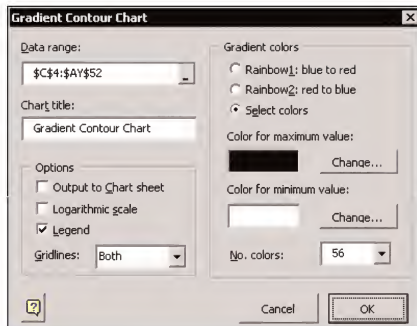 Gradient Contour Chart
Data range:
$C$4:$AY$52
Chart title:
Gradient Contour Chart
Options
Output to Chart sheet
Logarithmic scale
Legend
Gridlines: Both
Gradient colors
Rainbow1: blue to red
Rainbow2: red to blue
Select colors
Color for maximum value:
Change...
Color for minimum value:
Change...
No. colors: 56
Cancel
OK